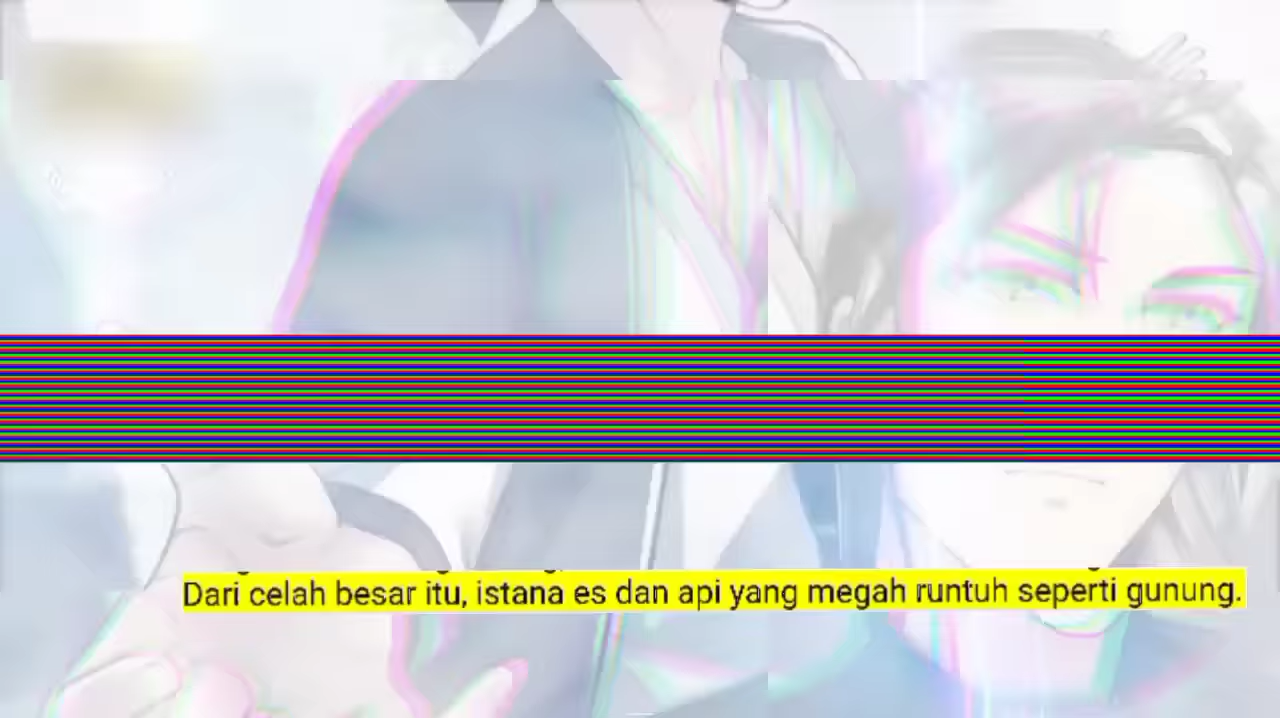 Dari celah besar itu, istana es dan api yang megah runtuh seperti gunung.